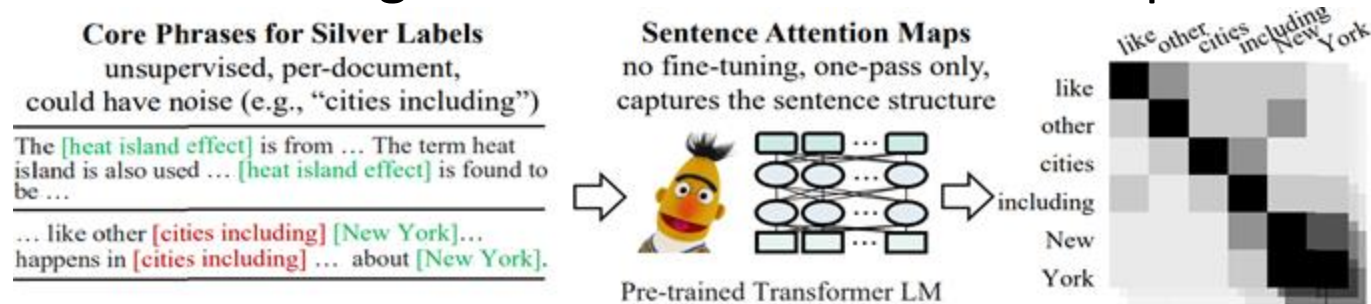 Core Phrases for Silver Labels
unsupervised, per-document,
could have noise (e.g., “cities including”)
The [heat island effect] is from ... The term heat
island is also used ... [heat island effect] is found to
be ...
... like other [cities including] [New York]...
happens in [cities including] ... about [New York].
Sentence Attention Maps
no fine-tuning, one-pass only,
captures the sentence structure
Pre-trained Transformer LM
like other cities including New York
like
other
cities
including
New
York